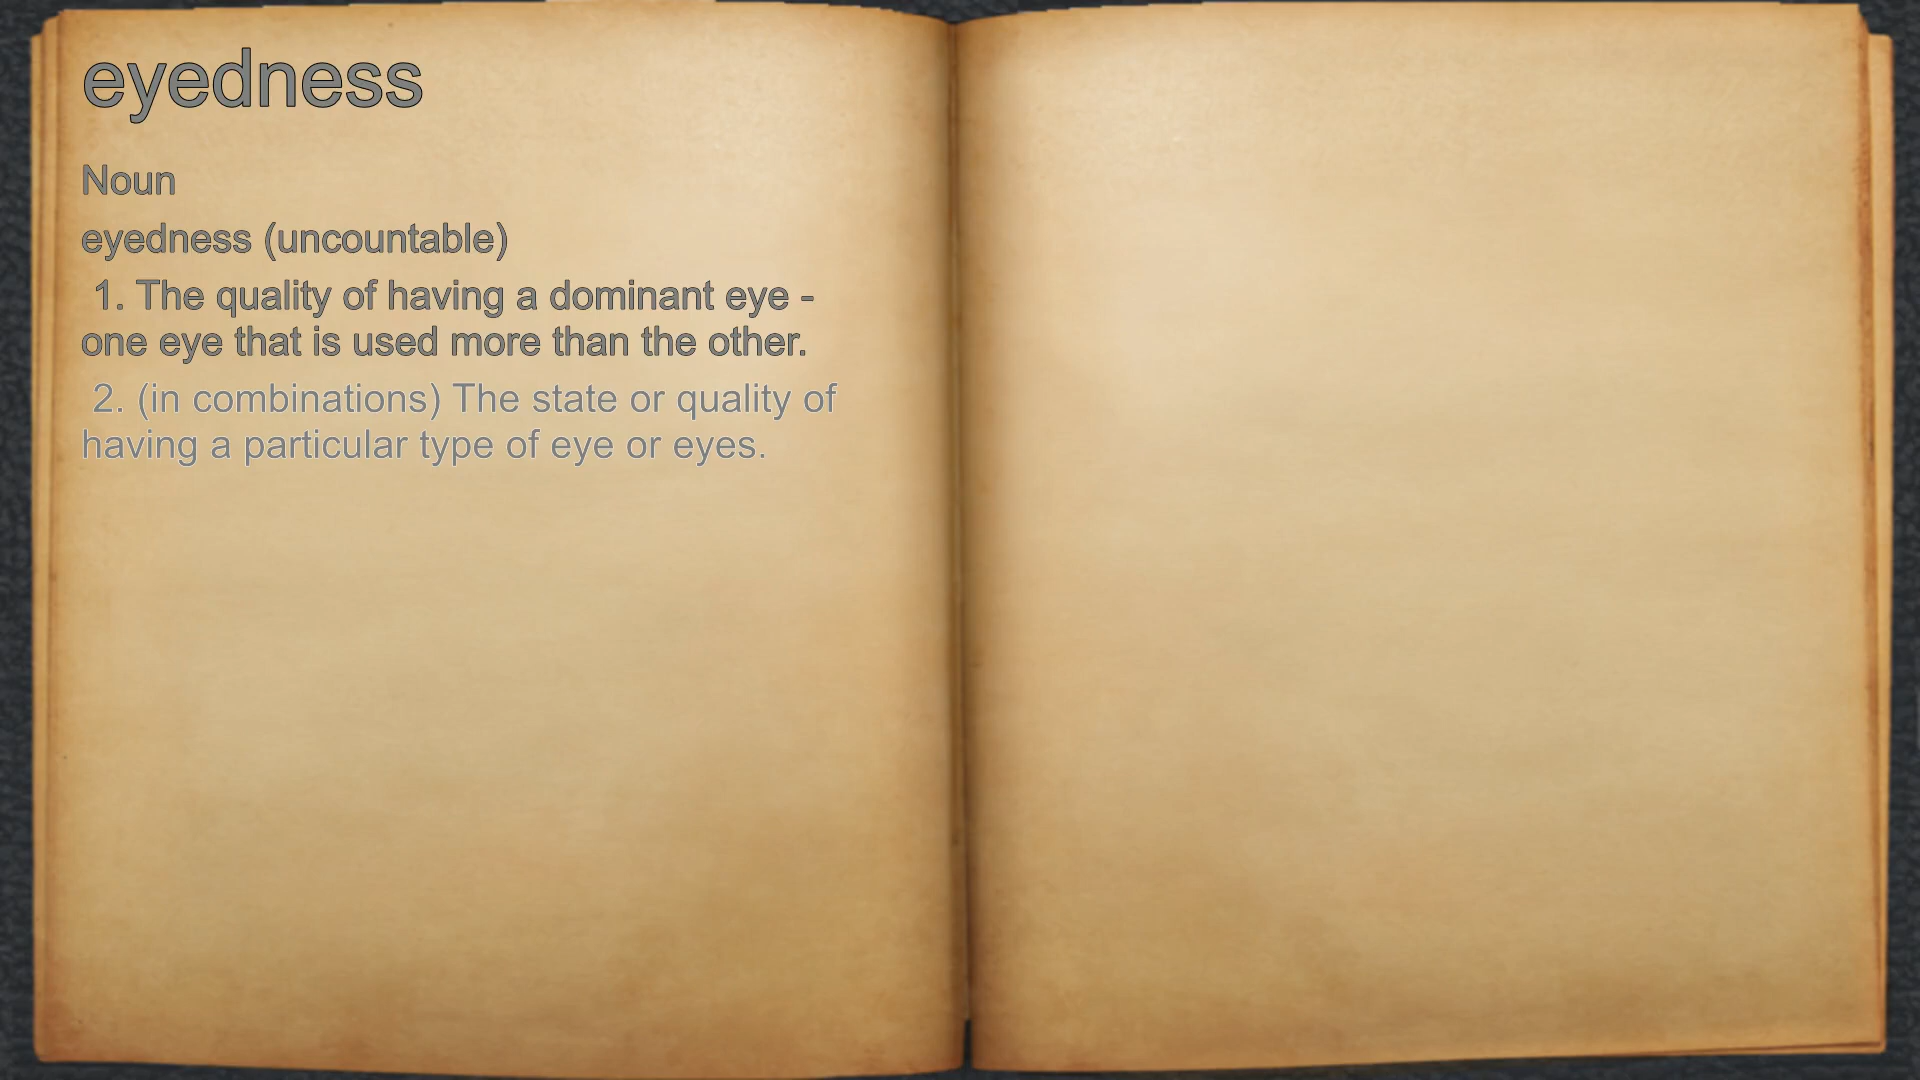 eyedness
Noun
eyedness (uncountable)
1. The quality of having a dominant eye -
one eye that is used more than the other.
2. (in combinations) The state or quality of
having a particular type of eye or eyes.